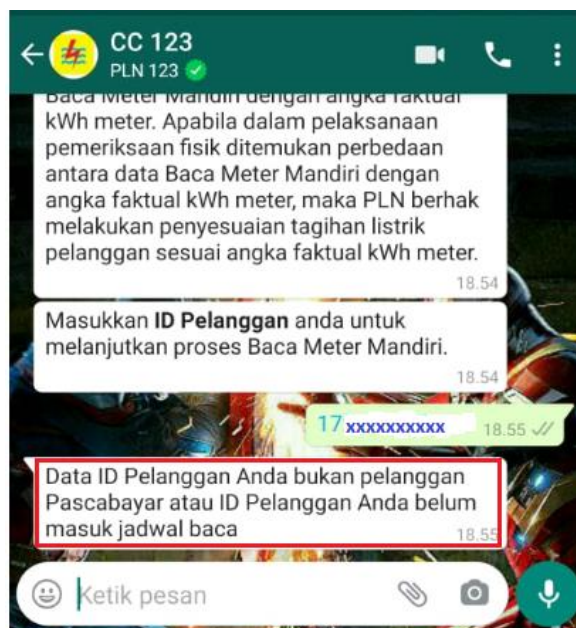 CC 123
PLN 123
Baca Meter Mandiri dengan angka faktual
kWh meter. Apabila dalam pelaksanaan
pemeriksaan fisik ditemukan perbedaan
antara data Baca Meter Mandiri dengan
angka faktual kWh meter, maka PLN berhak
melakukan penyesuaian tagihan listrik
pelanggan sesuai angka faktual kWh meter.
18.54
Masukkan ID Pelanggan anda untuk
melanjutkan proses Baca Meter Mandiri.
18.54
17 xxxxxxxxxx 18.55
Data ID Pelanggan Anda bukan pelanggan
Pascabayar atau ID Pelanggan Anda belum
masuk jadwal baca
18.55
Ketik pesan